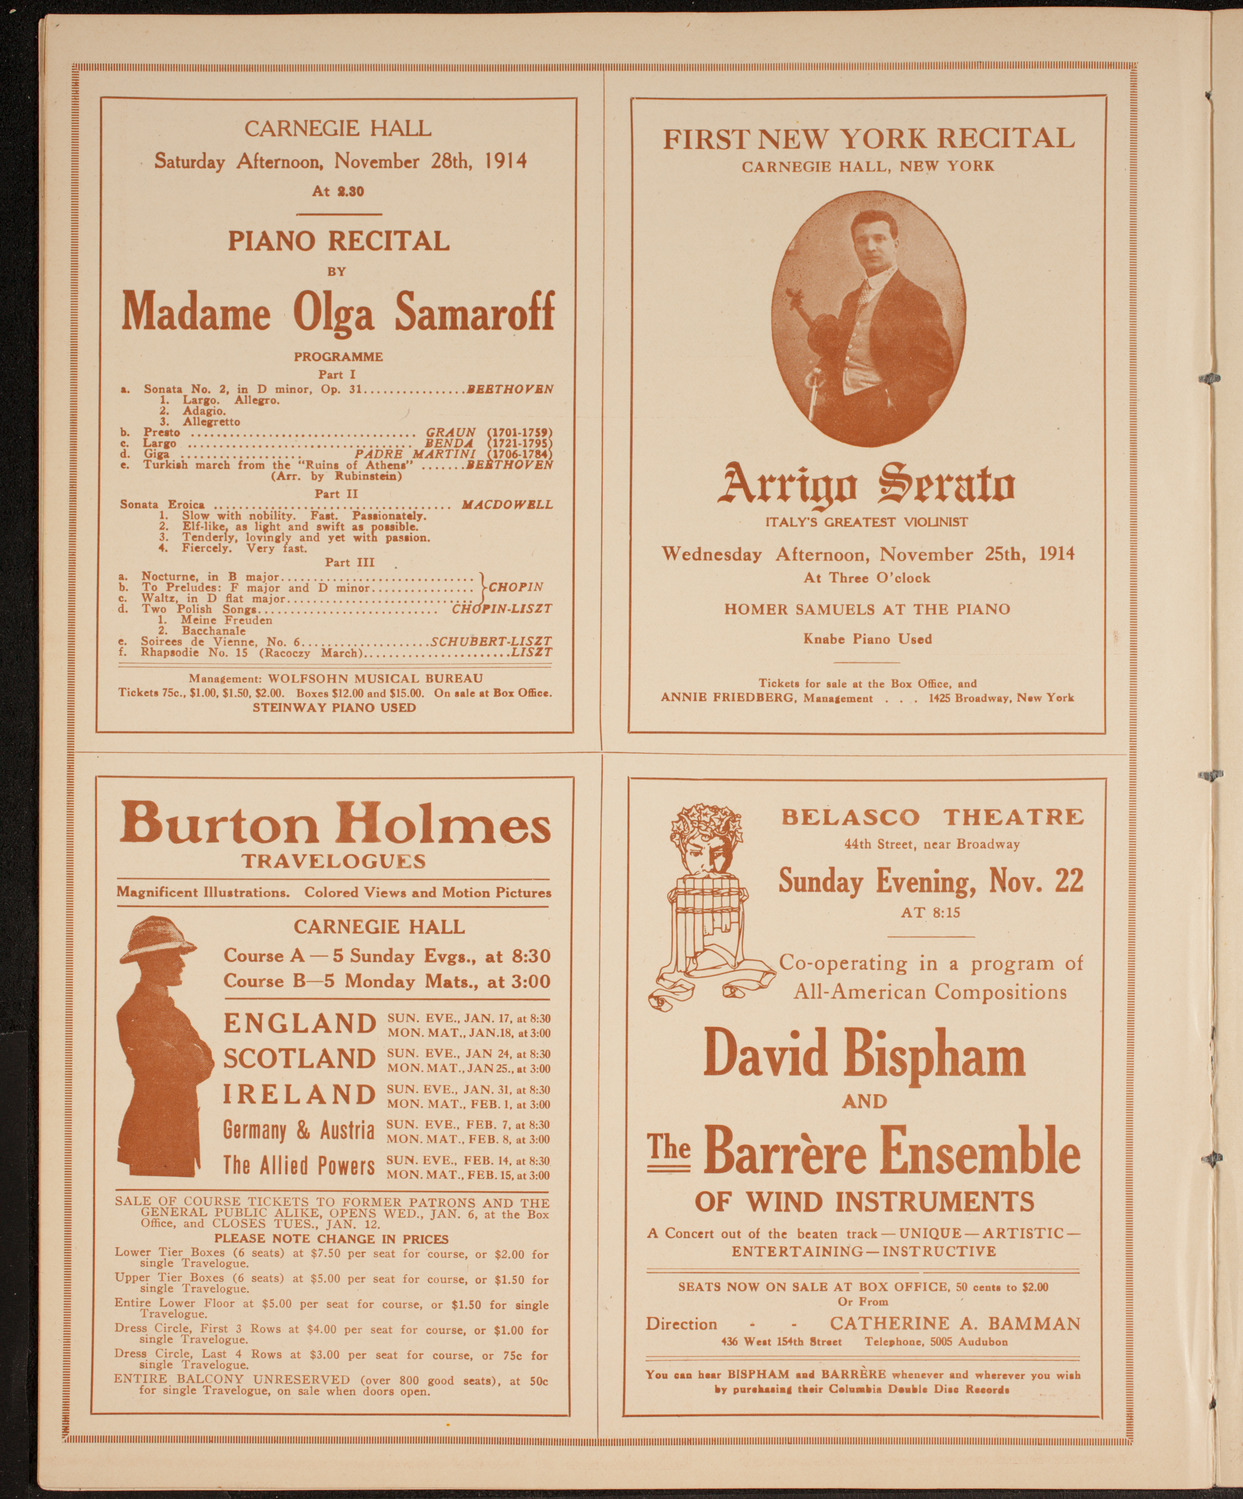 CARNEGIE HALL
Saturday Afternoon, November 28th, 1914
At 2.30
PIANO RECITAL
BY
Madame Olga Samaroff
PROGRAMME
Part I
a. Sonata No. 2, in D minor, Op. 31...............BEETHOVEN
1. Largo. Allegro.
2. Adagio.
3. Allegretto
b. Presto ................................. GRAUN (1701-1759)
c. Largo ................................. BENDA (1721-1795)
d. Giga .................. PADRE MARTINI (1706-1784)
e. Turkish march from the "Ruins of Athens" .......BEETHOVEN
(Arr. by Rubinstein)
Part II
Sonata Eroica .................................. MACDOWELL
1. Slow with nobility. Fast. Passionately.
2. Elf-like, as light and swift as possible.
3. Tenderly, lovingly and yet with passion.
4. Fiercely. Very fast.
Part III
a. Nocturne, in B major............................
b. To Preludes: F major and D minor............... CHOPIN
c. Waltz, in D flat major...........................
d. Two Polish Songs.......................... CHOPIN-LISZT
1. Meine Freuden
2. Bacchanale
e. Soirees de Vienne, No. 6...................SCHUBERT-LISZT
f. Rhapsodie No. 15 (Racoczy March).......................LISZT
Management: WOLFSOHN MUSICAL BUREAU
Tickets 75c., $1.00, $1.50, $2.00. Boxes $12.00 and $15.00. On sale at Box Office.
STEINWAY PIANO USED
FIRST NEW YORK RECITAL
CARNEGIE HALL, NEW YORK
Arrigo Serato
ITALY'S GREATEST VIOLINIST
Wednesday Afternoon, November 25th, 1914
At Three O'clock
HOMER SAMUELS AT THE PIANO
Knabe Piano Used
Tickets for sale at the Box Office, and
ANNIE FRIEDBERG, Management . . . 1425 Broadway, New York
Burton Holmes
TRAVELOGUES
Magnificent Illustrations. Colored Views and Motion Pictures
CARNEGIE HALL
Course A — 5 Sunday Evgs., at 8:30
Course B—5 Monday Mats., at 3:00
ENGLAND SUN. EVE., JAN. 17, at 8:30
MON. MAT., JAN.18, at 3:00
SCOTLAND SUN. EVE., JAN 24, at 8:30
MON. MAT., JAN 25., at 3:00
IRELAND SUN. EVE., JAN. 31, at 8:30
MON. MAT., FEB. 1, at 3:00
Germany & Austria SUN. EVE., FEB. 7, at 8:30
MON. MAT., FEB. 8, at 3:00
The Allied Powers SUN. EVE., FEB. 14, at 8:30
MON. MAT., FEB. 15, at 3:00
SALE OF COURSE TICKETS TO FORMER PATRONS AND THE
GENERAL PUBLIC ALIKE, OPENS WED., JAN. 6, at the Box
Office, and CLOSES TUES., JAN. 12.
PLEASE NOTE CHANGE IN PRICES
Lower Tier Boxes (6 seats) at $7.50 per seat for course, or $2.00 for
single Travelogue.
Upper Tier Boxes (6 seats) at $5.00 per seat for course, or $1.50 for
single Travelogue.
Entire Lower Floor at $5.00 per seat for course, or $1.50 for single
Travelogue.
Dress Circle, First 3 Rows at $4.00 per seat for course, or $1.00 for
single Travelogue.
Dress Circle, Last 4 Rows at $3.00 per seat for course, or 75c for
single Travelogue.
ENTIRE BALCONY UNRESERVED (over 800 good seats), at 50c
for single Travelogue, on sale when doors open.
BELASCO THEATRE
44th Street, near Broadway
Sunday Evening, Nov. 22
AT 8:15
Co-operating in a program of
All-American Compositions
David Bispham
AND
The Barrère Ensemble
OF WIND INSTRUMENTS
A Concert out of the beaten track—UNIQUE—ARTISTIC—
ENTERTAINING—INSTRUCTIVE
SEATS NOW ON SALE AT BOX OFFICE, 50 cents to $2.00
Or From
Direction - - CATHERINE A. BAMMAN
436 West 154th Street Telephone, 5005 Audubon
You can hear BISPHAM and BARRÈRE whenever and wherever you wish
by purchasing their Columbia Double Disc Records